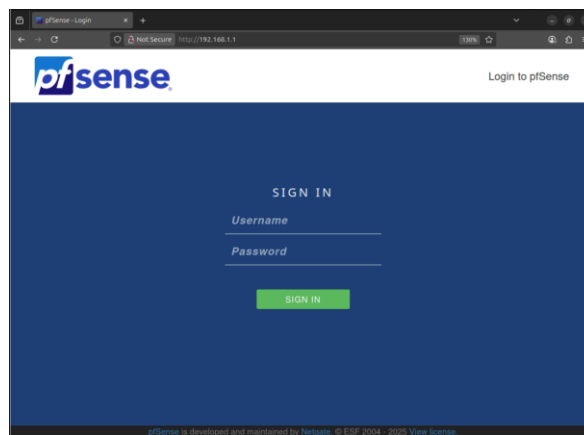 pfSense - Login
Not Secure http://192.168.1.1
130%
pfsense
Login to pfSense
SIGN IN
Username
Password
SIGN IN
pfSense is developed and maintained by Netgate. © ESF 2004 - 2025 View license.